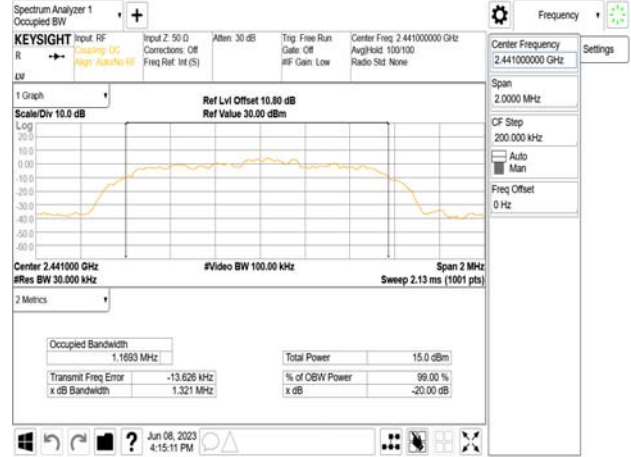 Spectrum Analyzer 1
Occupied BW
Frequency
KEYSIGHT
R
Input: RF
Coupling: DC
Align: Auto/No RF
Input Z: 50 Ω
Corrections: Off
Freq Ref: Int (S)
Atten: 30 dB
Trig: Free Run
Gate: Off
#IF Gain: Low
Center Freq: 2.441000000 GHz
Avg|Hold: 100/100
Radio Std: None
1 Graph
Scale/Div 10.0 dB
Ref Lvl Offset 10.80 dB
Ref Value 30.00 dBm
Log
20.0
10.0
0.00
-10.0
-20.0
-30.0
-40.0
-50.0
-60.0
Center 2.441000 GHz
#Res BW 30.000 kHz
#Video BW 100.00 kHz
Span 2 MHz
Sweep 2.13 ms (1001 pts)
2 Metrics
Occupied Bandwidth
1.1693 MHz
Total Power 15.0 dBm
Transmit Freq Error -13.626 kHz
% of OBW Power 99.00 %
x dB Bandwidth 1.321 MHz
x dB -20.00 dB
Center Frequency
2.441000000 GHz
Settings
Span
2.0000 MHz
CF Step
200.000 kHz
Auto
Man
Freq Offset
0 Hz
?
Jun 08, 2023
4:15:11 PM